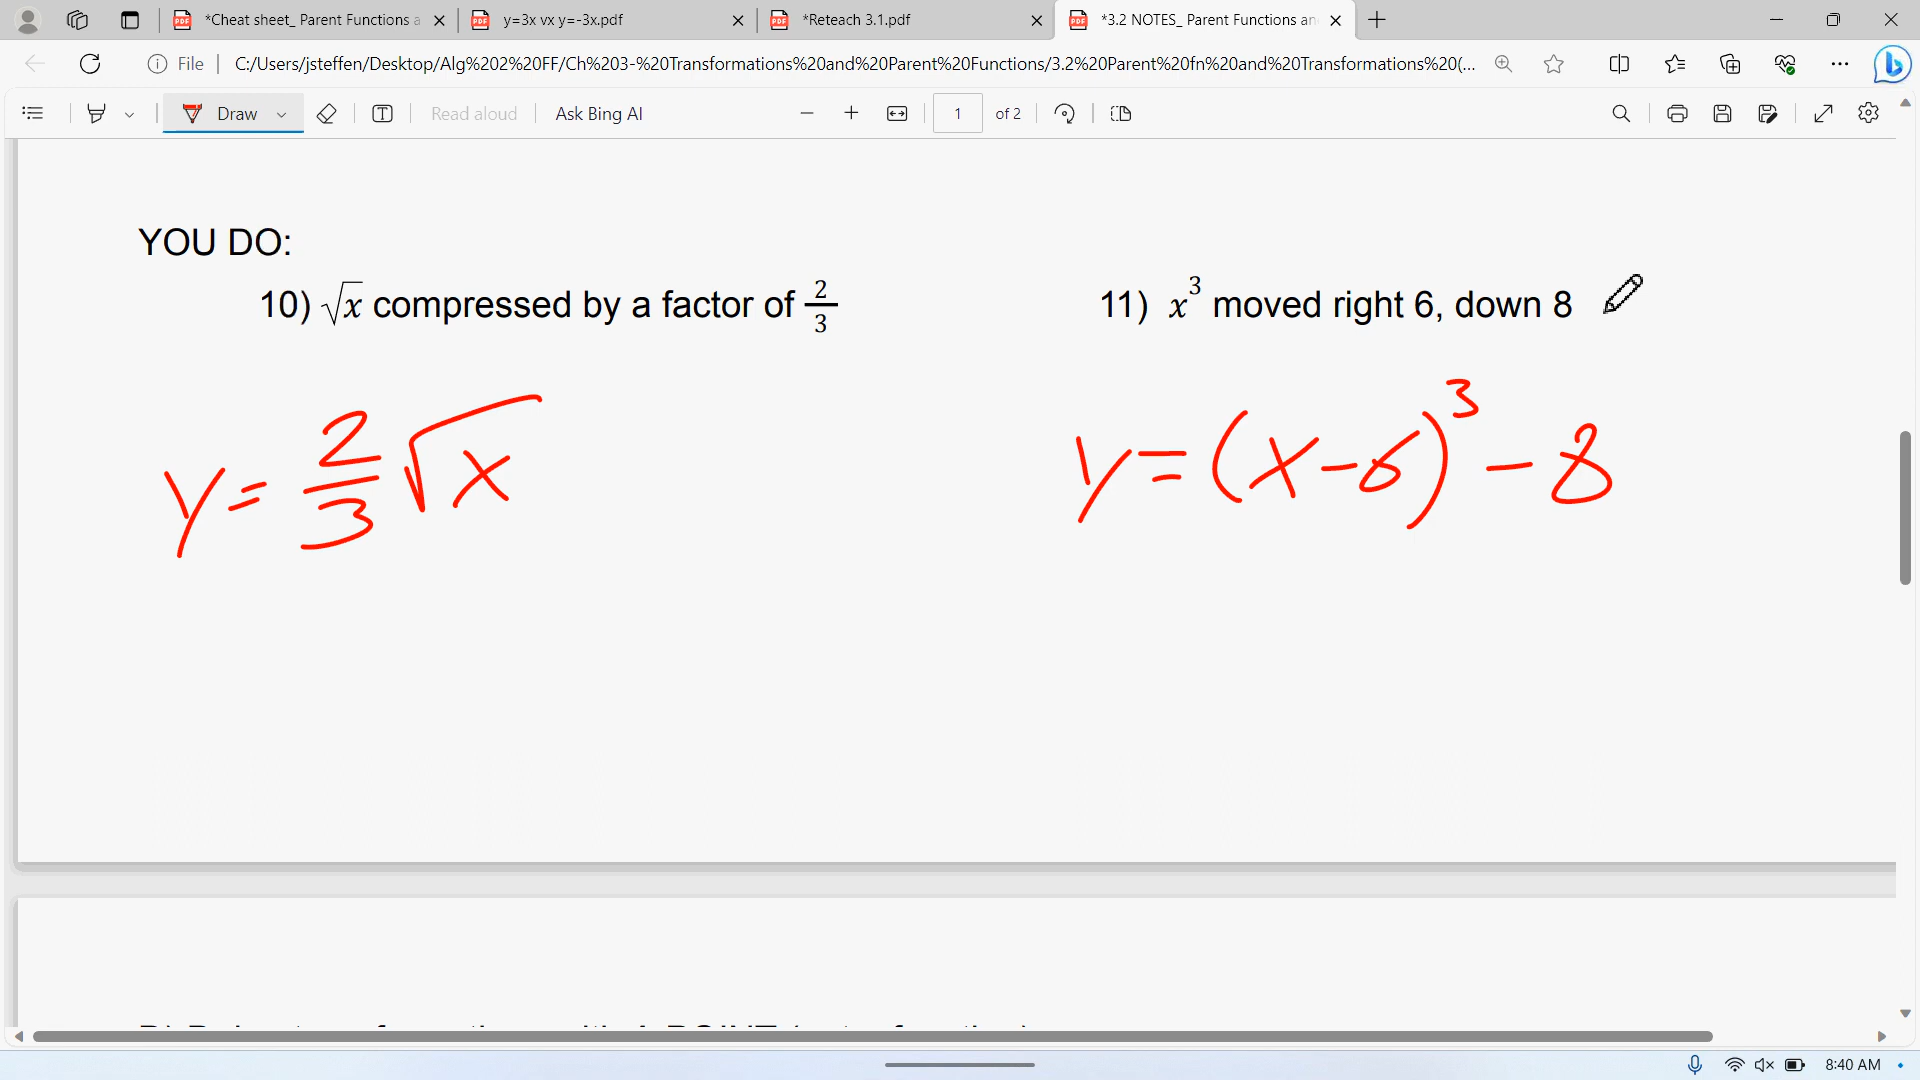 *Cheat sheet_ Parent Functions a
y=3x vx y=-3x.pdf
*Reteach 3.1.pdf
*3.2 NOTES_ Parent Functions an
File
C:/Users/jsteffen/Desktop/Alg%202%20FF/Ch%203-%20Transformations%20and%20Parent%20Functions/3.2%20Parent%20fn%20and%20Transformations%20(...
Draw
Read aloud
Ask Bing AI
1
of 2
YOU DO:
10) √x compressed by a factor of 2/3
11) x³ moved right 6, down 8
y = 2/3 √x
y = (x-6)³ - 8
8:40 AM